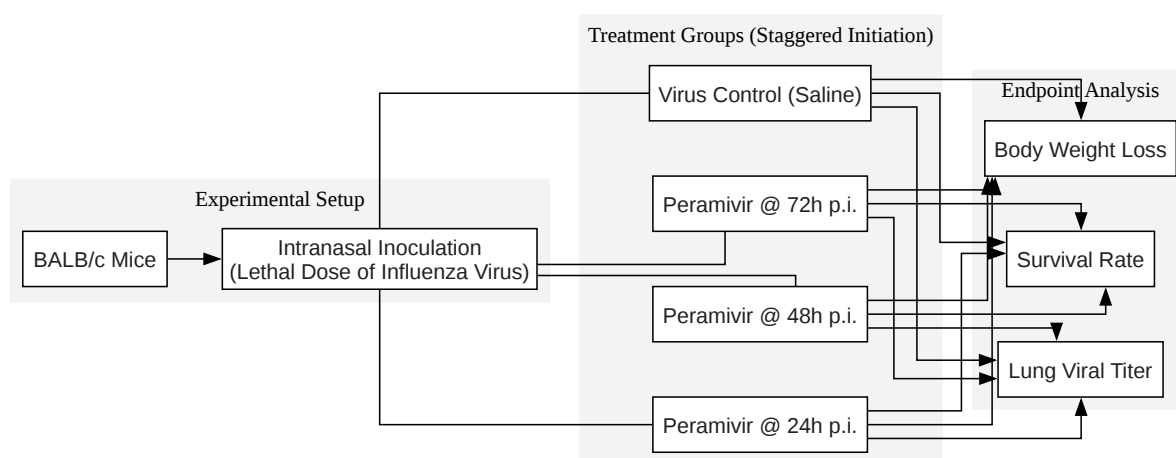 Treatment Groups (Staggered Initiation)
Virus Control (Saline)
Endpoint Analysis
Body Weight Loss
Experimental Setup
Peramivir @ 72h p.i.
BALB/c Mice
Intranasal Inoculation
(Lethal Dose of Influenza Virus)
Survival Rate
Peramivir @ 48h p.i.
Lung Viral Titer
Peramivir @ 24h p.i.